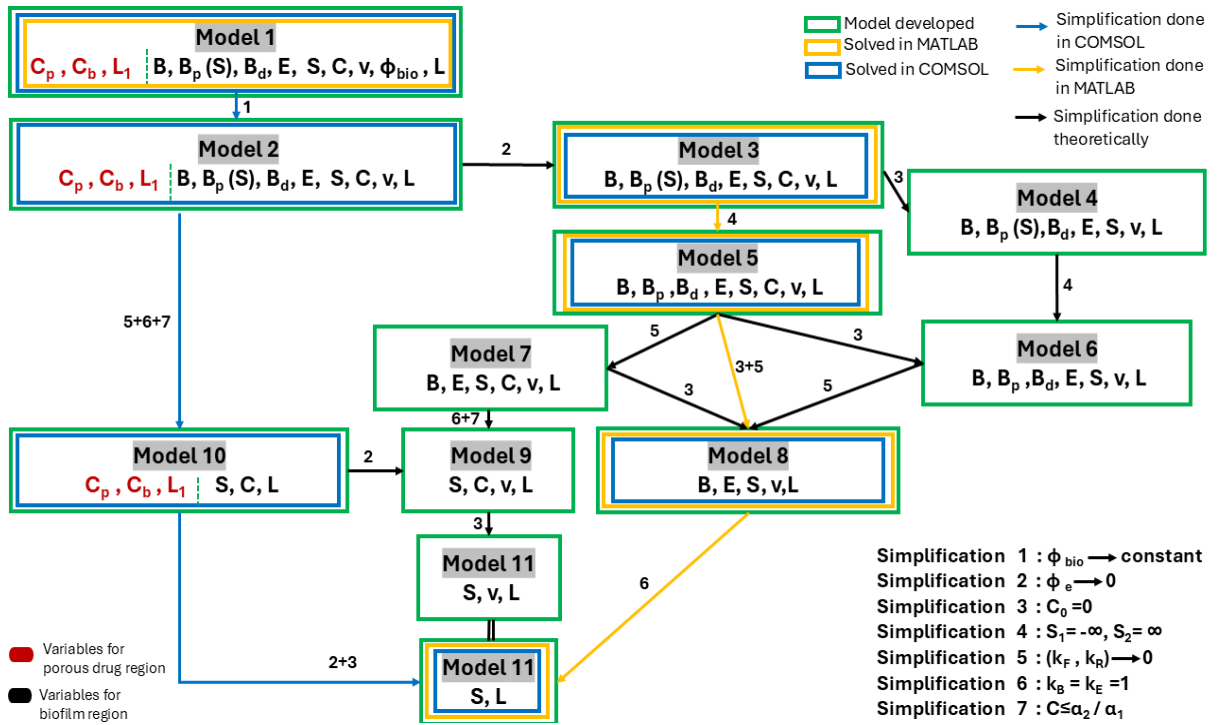 Model 1
Cp , Cb , L1 B, Bp (S), Bd, E, S, C, v, ɸbio , L
Model developed
Solved in MATLAB
Solved in COMSOL
Simplification done
in COMSOL
Simplification done
in MATLAB
Simplification done
theoretically
1
Model 2
Cp , Cb , L1 B, Bp (S), Bd, E, S, C, v, L
2
Model 3
B, Bp (S), Bd, E, S, C, v, L
3
Model 4
B, Bp (S),Bd, E, S, v, L
4
Model 5
B, Bp ,Bd , E, S, C, v, L
4
5+6+7
5
3+5
3
Model 6
B, Bp ,Bd, E, S, v, L
Model 7
B, E, S, C, v, L
3
5
6+7
Model 10
Cp , Cb , L1 S, C, L
2
Model 9
S, C, v, L
Model 8
B, E, S, v,L
3
Model 11
S, v, L
6
2+3
Model 11
S, L
Variables for
porous drug region
Variables for
biofilm region
Simplification 1 : ɸ bio → constant
Simplification 2 : ɸ e → 0
Simplification 3 : C0 =0
Simplification 4 : S1= -∞, S2= ∞
Simplification 5 : (kF , kR) → 0
Simplification 6 : kB = kE =1
Simplification 7 : C≤α2 / α1